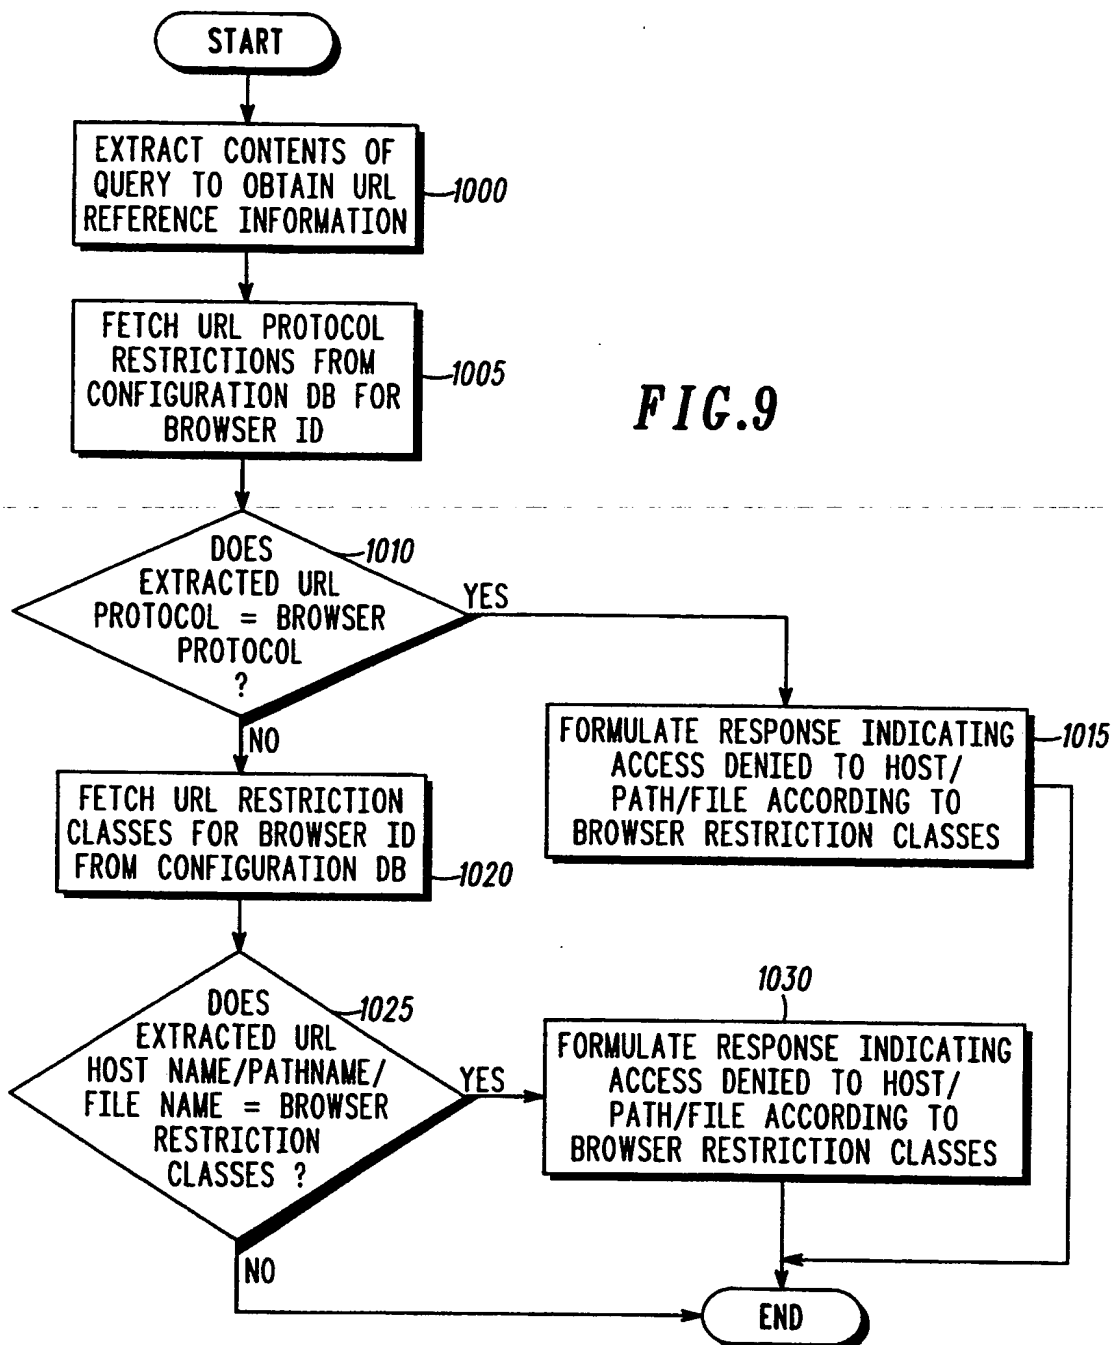 START
EXTRACT CONTENTS OF
QUERY TO OBTAIN URL
REFERENCE INFORMATION
1000
FETCH URL PROTOCOL
RESTRICTIONS FROM
CONFIGURATION DB FOR
BROWSER ID
1005
FIG.9
DOES
EXTRACTED URL
PROTOCOL = BROWSER
PROTOCOL
?
1010
YES
NO
FORMULATE RESPONSE INDICATING
ACCESS DENIED TO HOST/
PATH/FILE ACCORDING TO
BROWSER RESTRICTION CLASSES
1015
FETCH URL RESTRICTION
CLASSES FOR BROWSER ID
FROM CONFIGURATION DB
1020
DOES
EXTRACTED URL
HOST NAME/PATHNAME/
FILE NAME = BROWSER
RESTRICTION
CLASSES ?
1025
YES
NO
1030
FORMULATE RESPONSE INDICATING
ACCESS DENIED TO HOST/
PATH/FILE ACCORDING TO
BROWSER RESTRICTION CLASSES
END